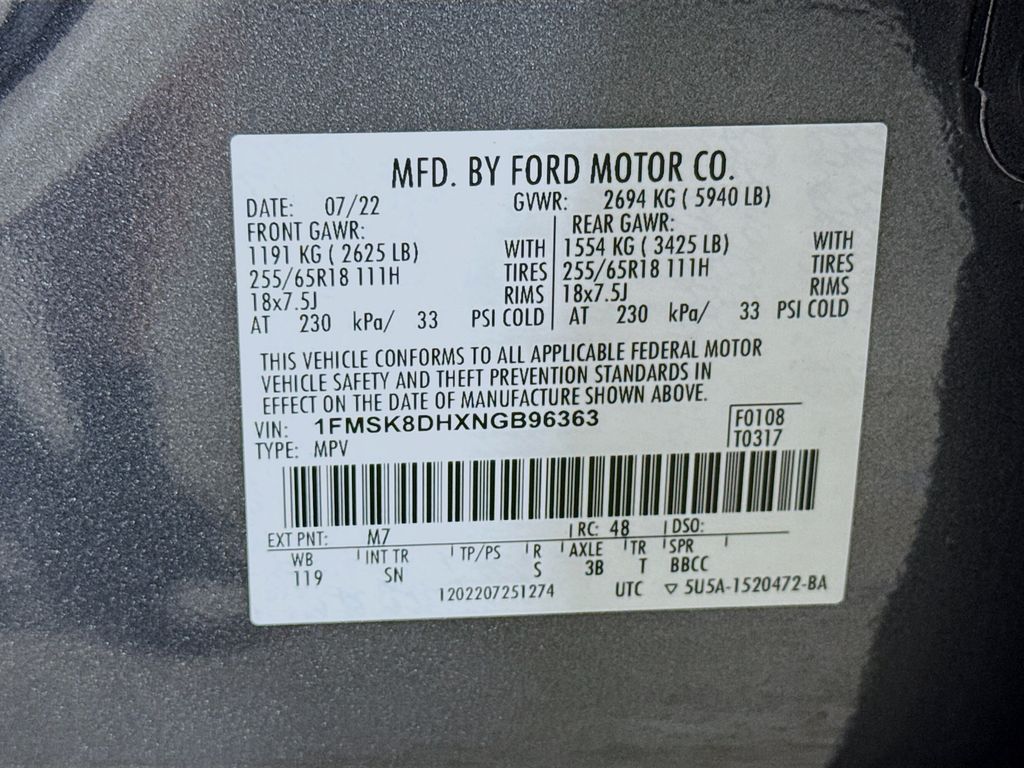 MFD. BY FORD MOTOR CO.
DATE: 07/22 GVWR: 2694 KG ( 5940 LB)
FRONT GAWR: REAR GAWR:
1191 KG ( 2625 LB) WITH 1554 KG ( 3425 LB) WITH
255/65R18 111H TIRES 255/65R18 111H TIRES
18x7.5J RIMS 18x7.5J RIMS
AT 230 kPa/ 33 PSI COLD AT 230 kPa/ 33 PSI COLD
THIS VEHICLE CONFORMS TO ALL APPLICABLE FEDERAL MOTOR
VEHICLE SAFETY AND THEFT PREVENTION STANDARDS IN
EFFECT ON THE DATE OF MANUFACTURE SHOWN ABOVE.
VIN: 1FMSK8DHXNGB96363 F0108
TYPE: MPV T0317
EXT PNT: M7 RC: 48 DSO:
WB INT TR TP/PS R AXLE TR SPR
119 SN S 3B T BBCC
1202207251274 UTC ▽ 5U5A-1520472-BA